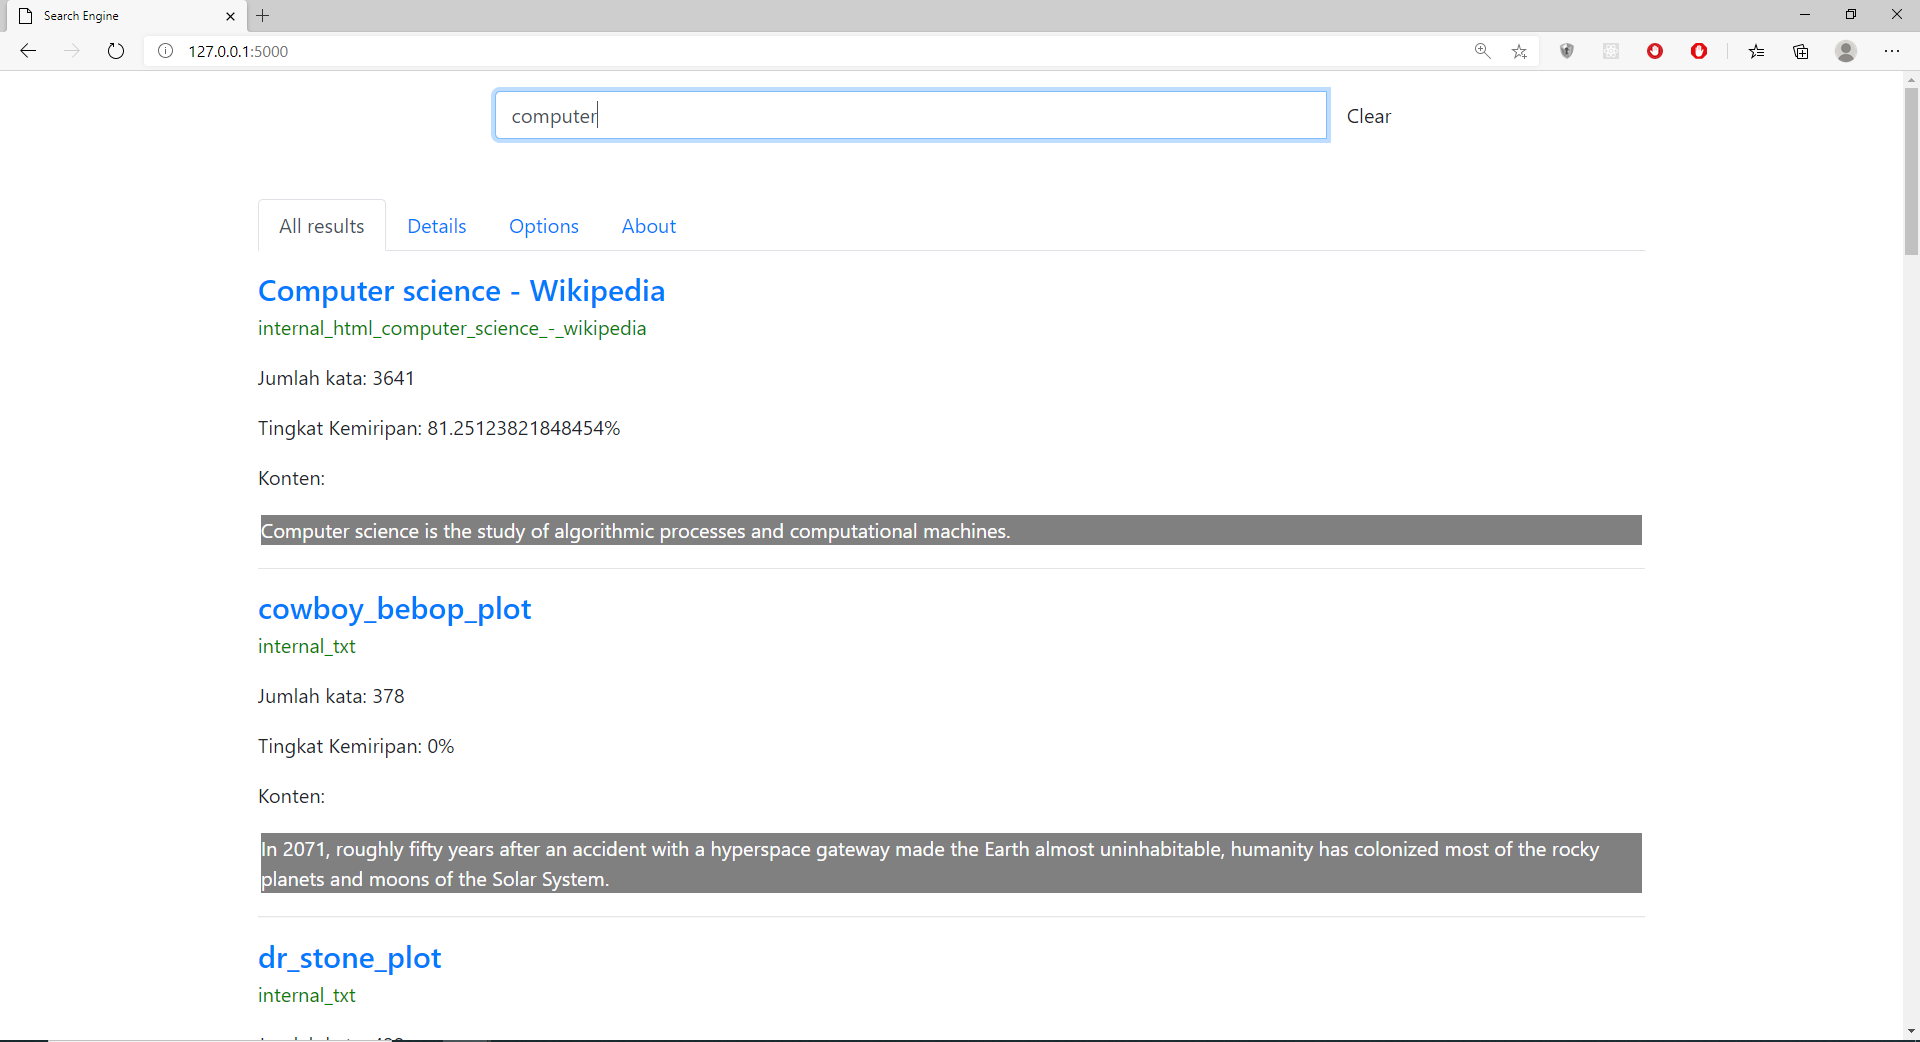 Search Engine
127.0.0.1:5000
computer
Clear
All results
Details
Options
About
Computer science - Wikipedia
internal_html_computer_science_-_wikipedia
Jumlah kata: 3641
Tingkat Kemiripan: 81.25123821848454%
Konten:
Computer science is the study of algorithmic processes and computational machines.
cowboy_bebop_plot
internal_txt
Jumlah kata: 378
Tingkat Kemiripan: 0%
Konten:
In 2071, roughly fifty years after an accident with a hyperspace gateway made the Earth almost uninhabitable, humanity has colonized most of the rocky
planets and moons of the Solar System.
dr_stone_plot
internal_txt